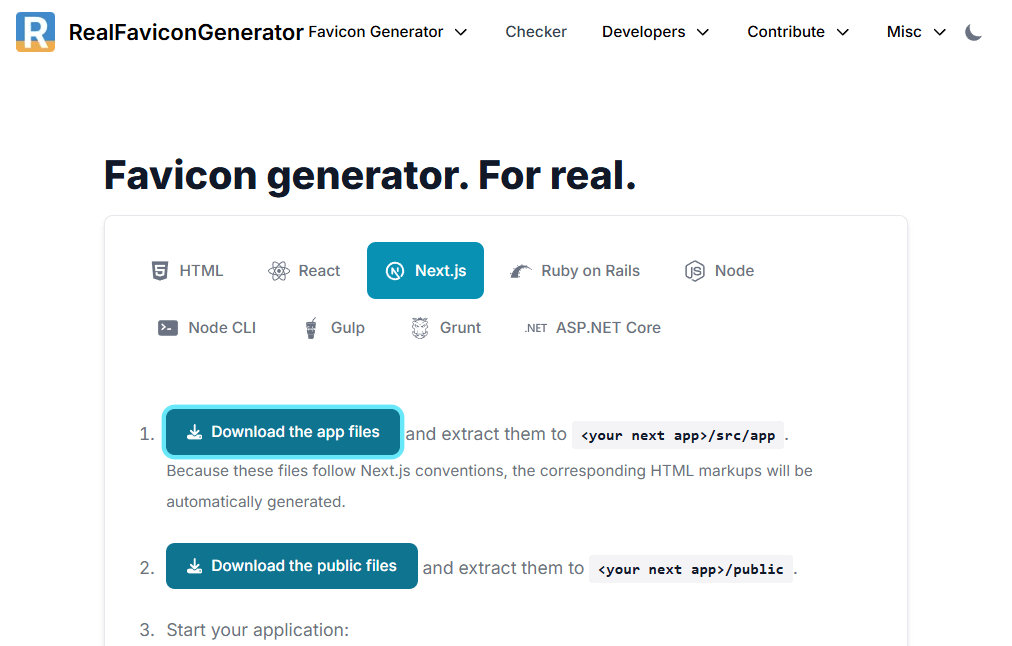 R RealFaviconGenerator Favicon Generator Checker Developers Contribute Misc
Favicon generator. For real.
HTML React Next.js Ruby on Rails Node
Node CLI Gulp Grunt .NET ASP.NET Core
1. Download the app files and extract them to <your next app>/src/app .
Because these files follow Next.js conventions, the corresponding HTML markups will be
automatically generated.
2. Download the public files and extract them to <your next app>/public .
3. Start your application: